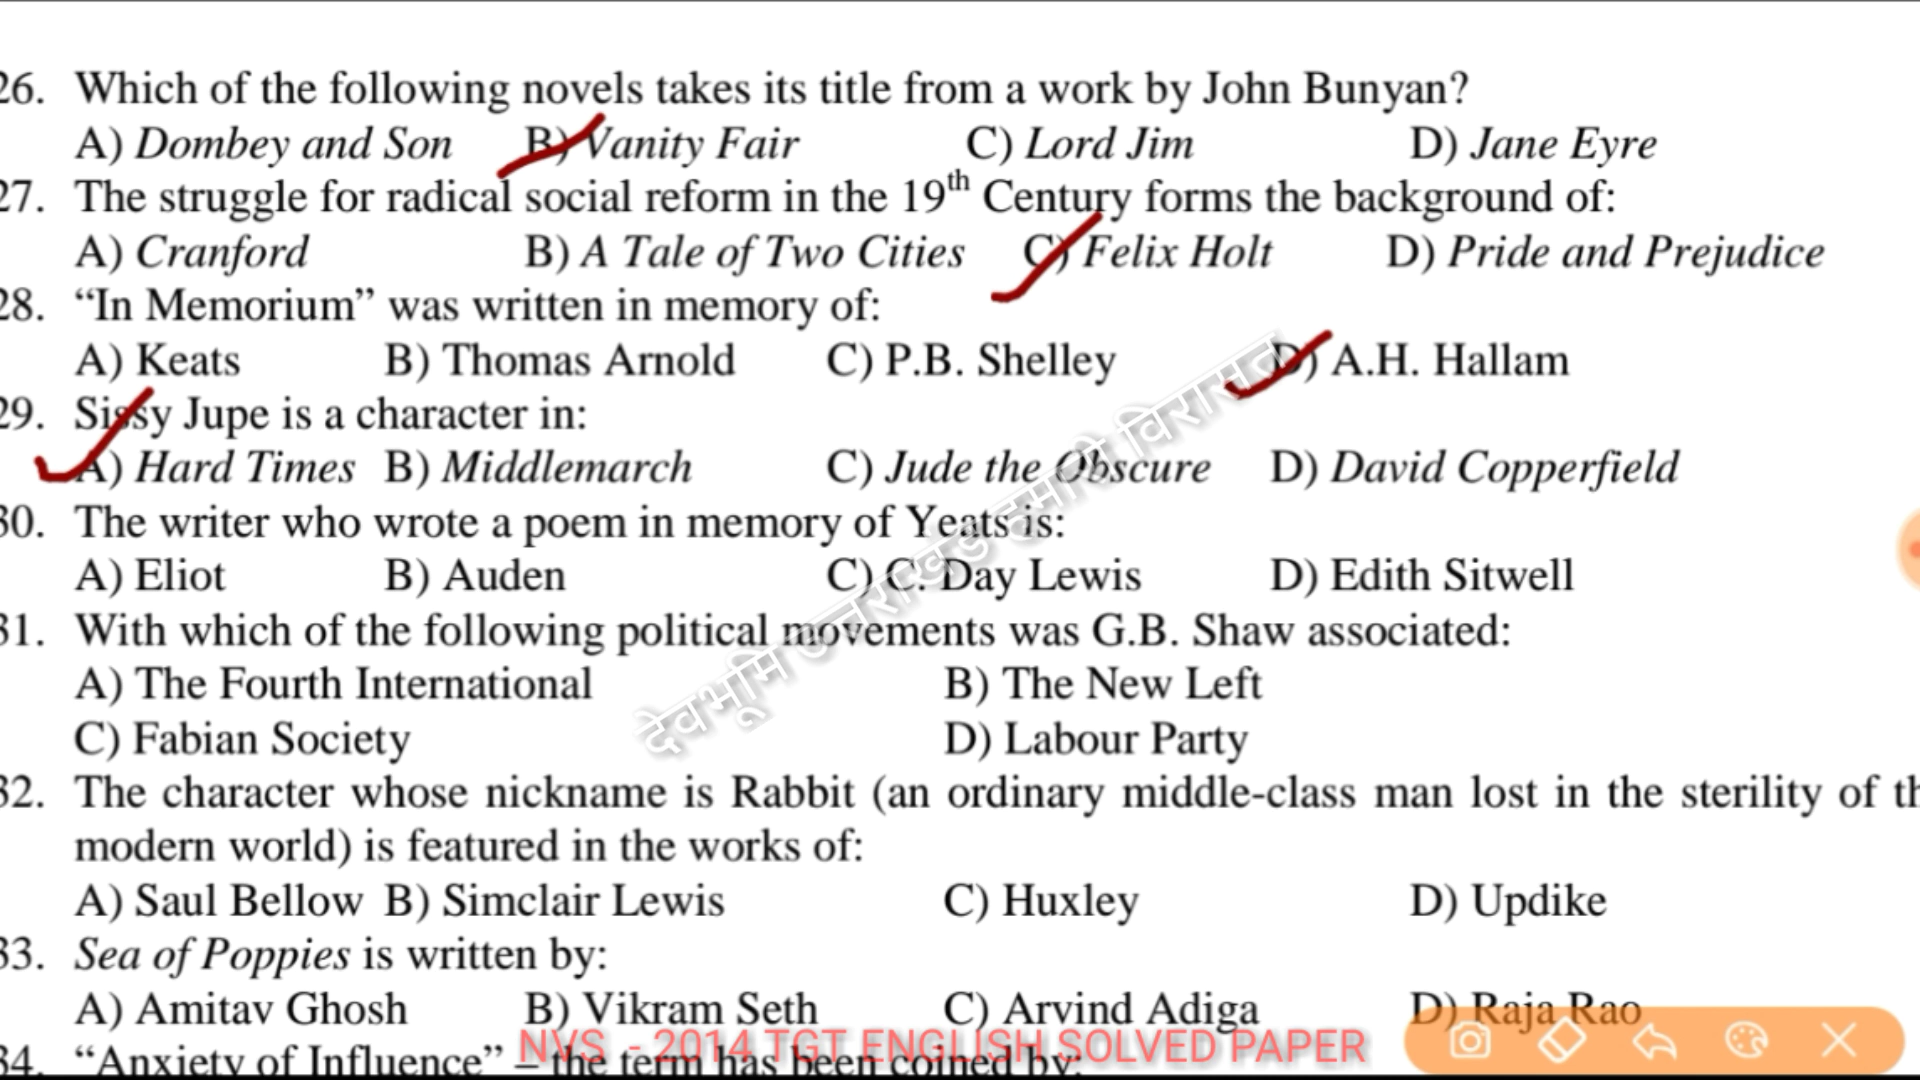 26. Which of the following novels takes its title from a work by John Bunyan?
A) Dombey and Son B) Vanity Fair C) Lord Jim D) Jane Eyre
27. The struggle for radical social reform in the 19th Century forms the background of:
A) Cranford B) A Tale of Two Cities C) Felix Holt D) Pride and Prejudice
28. “In Memorium” was written in memory of:
A) Keats B) Thomas Arnold C) P.B. Shelley D) A.H. Hallam
29. Sissy Jupe is a character in:
A) Hard Times B) Middlemarch C) Jude the Obscure D) David Copperfield
30. The writer who wrote a poem in memory of Yeats is:
A) Eliot B) Auden C) C. Day Lewis D) Edith Sitwell
31. With which of the following political movements was G.B. Shaw associated:
A) The Fourth International B) The New Left
C) Fabian Society D) Labour Party
देवभूमि उत्तराखंड हमारी विरासत
32. The character whose nickname is Rabbit (an ordinary middle-class man lost in the sterility of th
modern world) is featured in the works of:
A) Saul Bellow B) Simclair Lewis C) Huxley D) Updike
33. Sea of Poppies is written by:
A) Amitav Ghosh B) Vikram Seth C) Arvind Adiga D) Raja Rao
NVS - 2014 TGT ENGLISH SOLVED PAPER
34. “Anxiety of Influence” – the term has been coined by: